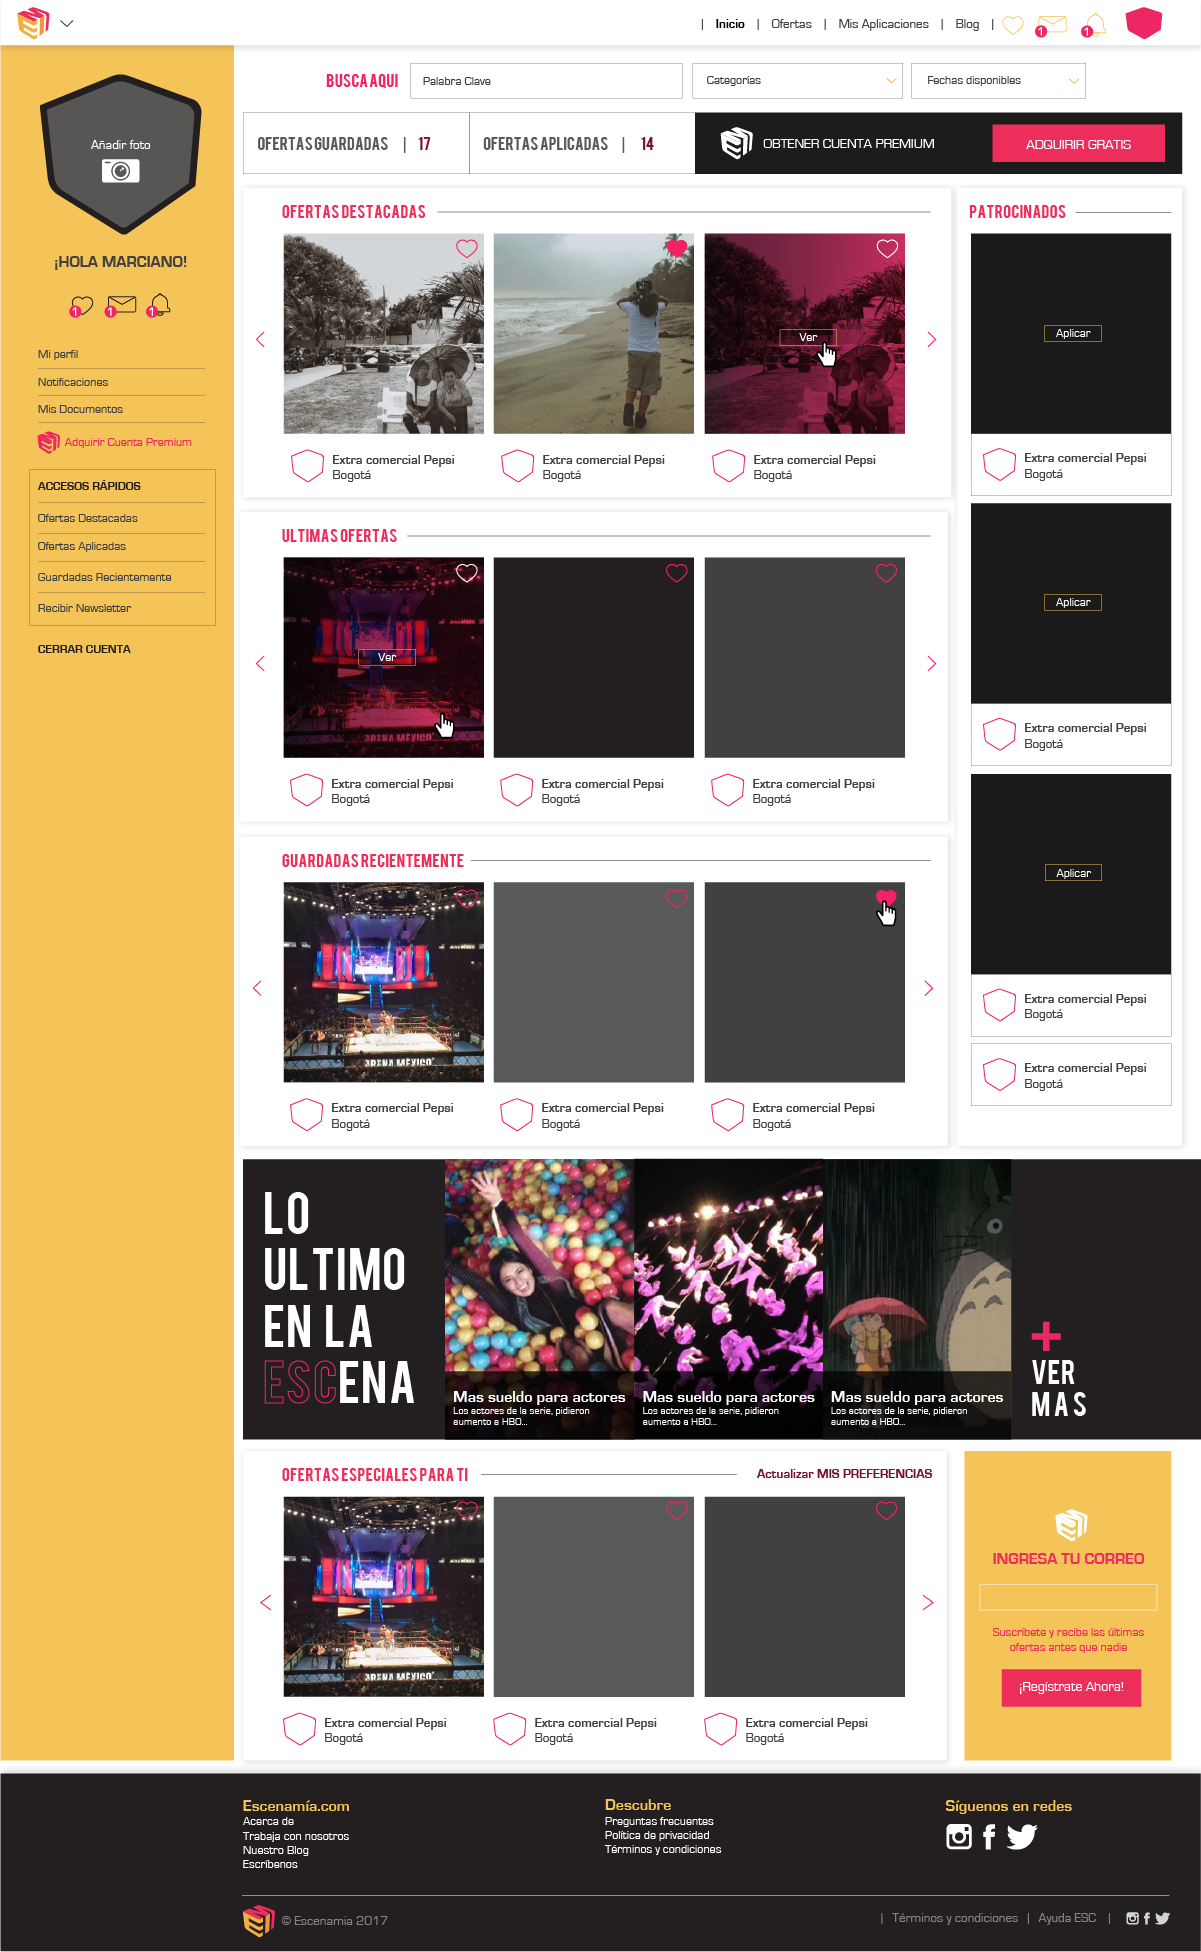 | Inicio | Ofertas | Mis Aplicaciones | Blog |
1
1
BUSCA AQUI
Palabra Clave
Categorías
Fechas disponibles
Añadir foto
¡HOLA MARCIANO!
1
1
1
Mi perfil
Notificaciones
Mis Documentos
Adquirir Cuenta Premium
ACCESOS RÁPIDOS
Ofertas Destacadas
Ofertas Aplicadas
Guardadas Recientemente
Recibir Newsletter
CERRAR CUENTA
OFERTAS GUARDADAS | 17
OFERTAS APLICADAS | 14
OBTENER CUENTA PREMIUM
ADQUIRIR GRATIS
OFERTAS DESTACADAS
Ver
Extra comercial Pepsi
Bogotá
Extra comercial Pepsi
Bogotá
Extra comercial Pepsi
Bogotá
ULTIMAS OFERTAS
Ver
ARENA MÉXICO
Extra comercial Pepsi
Bogotá
Extra comercial Pepsi
Bogotá
Extra comercial Pepsi
Bogotá
GUARDADAS RECIENTEMENTE
ARENA MÉXICO
Extra comercial Pepsi
Bogotá
Extra comercial Pepsi
Bogotá
Extra comercial Pepsi
Bogotá
PATROCINADOS
Aplicar
Extra comercial Pepsi
Bogotá
Aplicar
Extra comercial Pepsi
Bogotá
Aplicar
Extra comercial Pepsi
Bogotá
Extra comercial Pepsi
Bogotá
LO
ULTIMO
EN LA
ESCENA
Mas sueldo para actores
Los actores de la serie, pidieron
aumento a HBO...
Mas sueldo para actores
Los actores de la serie, pidieron
aumento a HBO...
Mas sueldo para actores
Los actores de la serie, pidieron
aumento a HBO...
+
VER
MAS
OFERTAS ESPECIALES PARA TI
Actualizar MIS PREFERENCIAS
ARENA MÉXICO
Extra comercial Pepsi
Bogotá
Extra comercial Pepsi
Bogotá
Extra comercial Pepsi
Bogotá
INGRESA TU CORREO
Suscríbete y recibe las últimas
ofertas antes que nadie
¡Regístrate Ahora!
Escenamía.com
Acerca de
Trabaja con nosotros
Nuestro Blog
Escríbenos
Descubre
Preguntas frecuentes
Política de privacidad
Términos y condiciones
Síguenos en redes
© Escenamia 2017
| Términos y condiciones | Ayuda ESC |